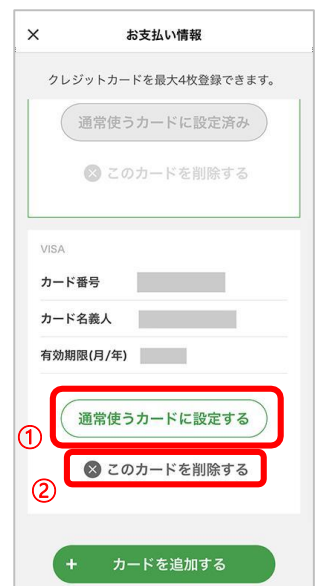 × お支払い情報
クレジットカードを最大4枚登録できます。
通常使うカードに設定済み
このカードを削除する
VISA
カード番号
カード名義人
有効期限(月/年)
① 通常使うカードに設定する
② このカードを削除する
+ カードを追加する